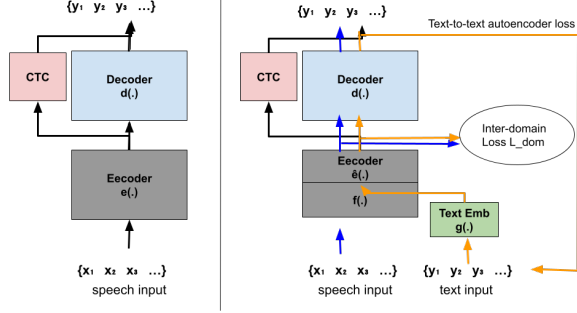 {y₁ y₂ y₃ ...}
CTC
Decoder
d(.)
Eecoder
e(.)
{x₁ x₂ x₃ ...}
speech input
{y₁ y₂ y₃ ...}
Text-to-text autoencoder loss
CTC
Decoder
d(.)
Inter-domain
Loss L_dom
Eecoder
ê(.)
f(.)
Text Emb
g(.)
{x₁ x₂ x₃ ...}
speech input
{y₁ y₂ y₃ ...}
text input